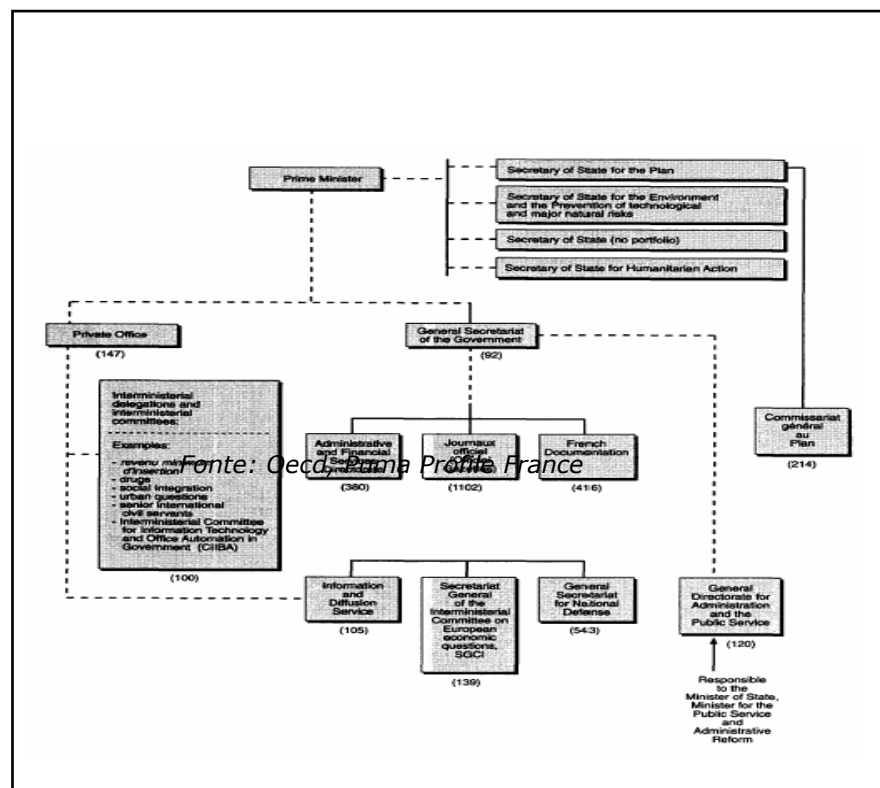 Prime Minister
Secretary of State for the Plan
Secretary of State for the Environment
and the Prevention of technological
and major natural risks
Secretary of State (no portfolio)
Secretary of State for Humanitarian Action
Private Office
(147)
General Secretariat
of the Government
(92)
Interministerial
delegations and
interministerial
committees:
Examples:
- revenu
d'insertion
- drugs
- social integration
- urban questions
- senior international
civil servants
- Interministerial Committee
for Information Technology
and Office Automation in
Government (CIIBA)
(100)
Administrative
and Financial
(380)
Journaux
officiel
(1102)
French
Documentation
(416)
Commissariat
général
au
Plan
(214)
Fonte: Oecd, Puma Profile France
Information
and
Diffusion
Service
(105)
Secretariat
General
of the
Interministerial
Committee on
European
economic
questions,
SGCI
(139)
General
Secretariat
for National
Defense
(543)
General
Directorate for
Administration
and the
Public Service
(120)
Responsible
to the
Minister of State,
Minister for the
Public Service
and
Administrative
Reform